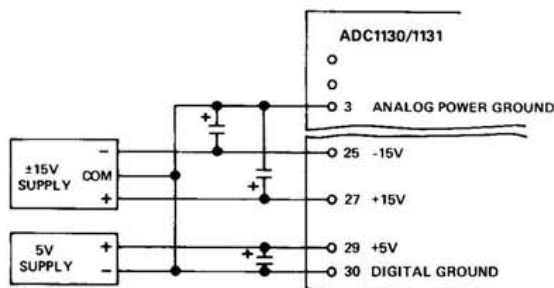 ADC1130/1131
3 ANALOG POWER GROUND
+
- 25 -15V
±15V SUPPLY
COM
+
+ 27 +15V
5V SUPPLY
+ 29 +5V
+
- 30 DIGITAL GROUND